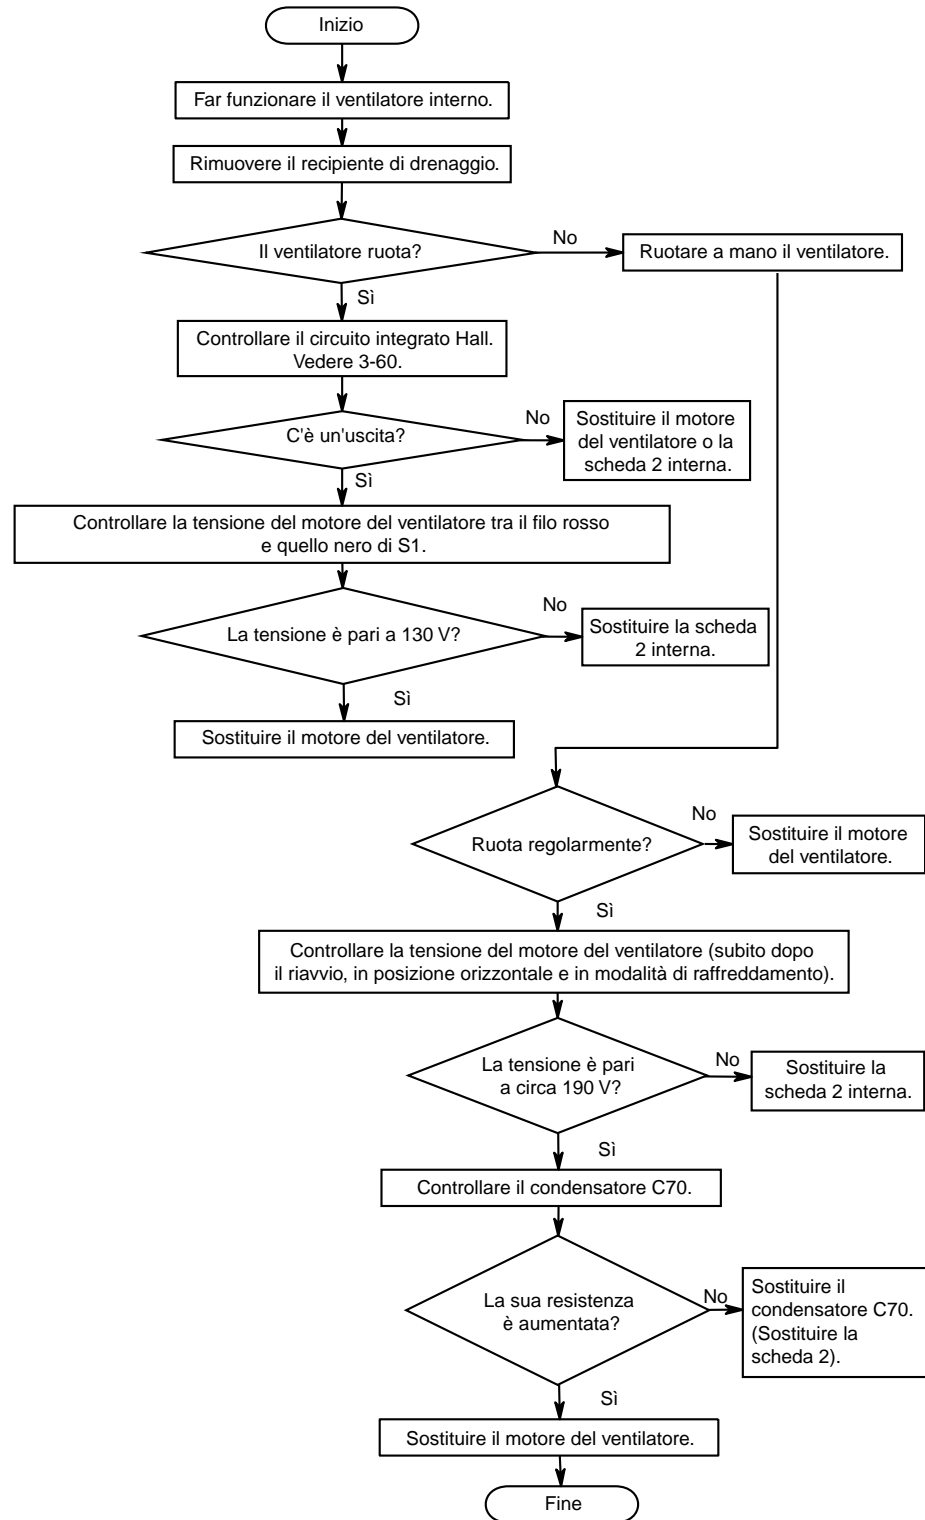 Inizio
Far funzionare il ventilatore interno.
Rimuovere il recipiente di drenaggio.
Il ventilatore ruota?
No
Ruotare a mano il ventilatore.
Sì
Controllare il circuito integrato Hall.
Vedere 3-60.
C'è un'uscita?
No
Sostituire il motore
del ventilatore o la
scheda 2 interna.
Sì
Controllare la tensione del motore del ventilatore tra il filo rosso
e quello nero di S1.
La tensione è pari a 130 V?
No
Sostituire la scheda
2 interna.
Sì
Sostituire il motore del ventilatore.
Ruota regolarmente?
No
Sostituire il motore
del ventilatore.
Sì
Controllare la tensione del motore del ventilatore (subito dopo
il riavvio, in posizione orizzontale e in modalità di raffreddamento).
La tensione è pari
a circa 190 V?
No
Sostituire la
scheda 2 interna.
Sì
Controllare il condensatore C70.
La sua resistenza
è aumentata?
No
Sostituire il
condensatore C70.
(Sostituire la
scheda 2).
Sì
Sostituire il motore del ventilatore.
Fine